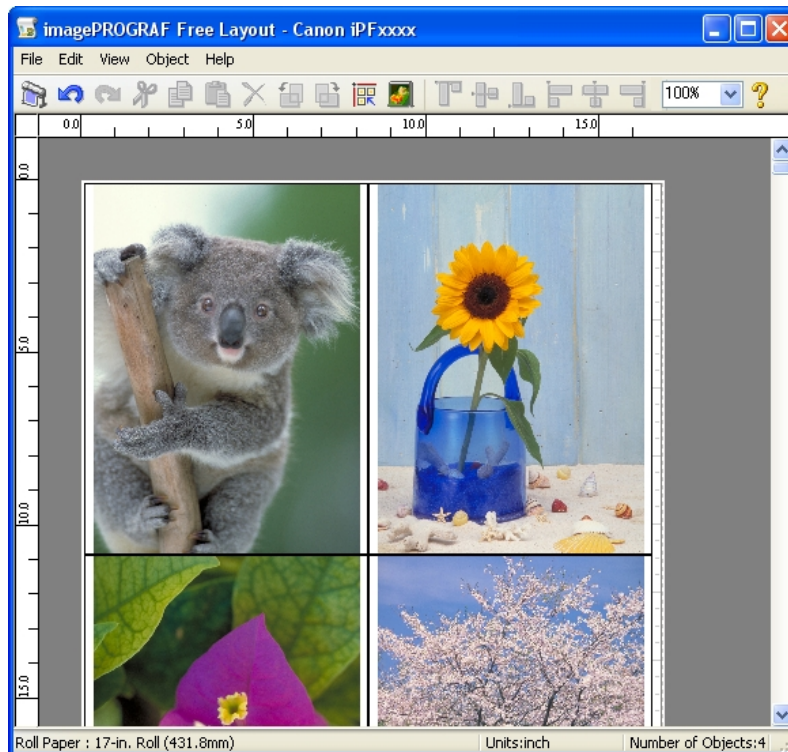 imagePROGRAF Free Layout - Canon iPFxxxx
File Edit View Object Help
100%
0.0 5.0 10.0 15.0
0.0
5.0
10.0
15.0
Roll Paper : 17-in. Roll (431.8mm) Units:inch Number of Objects:4